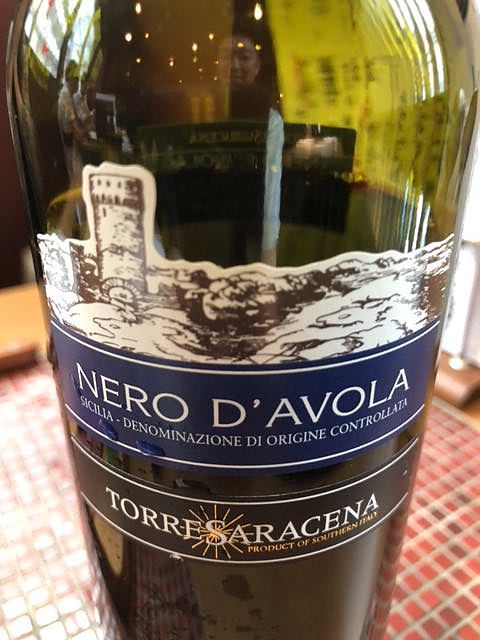 NERO D'AVOLA
SICILIA - DENOMINAZIONE DI ORIGINE CONTROLLATA
TORRESARACENA
PRODUCT OF SOUTHERN ITALY